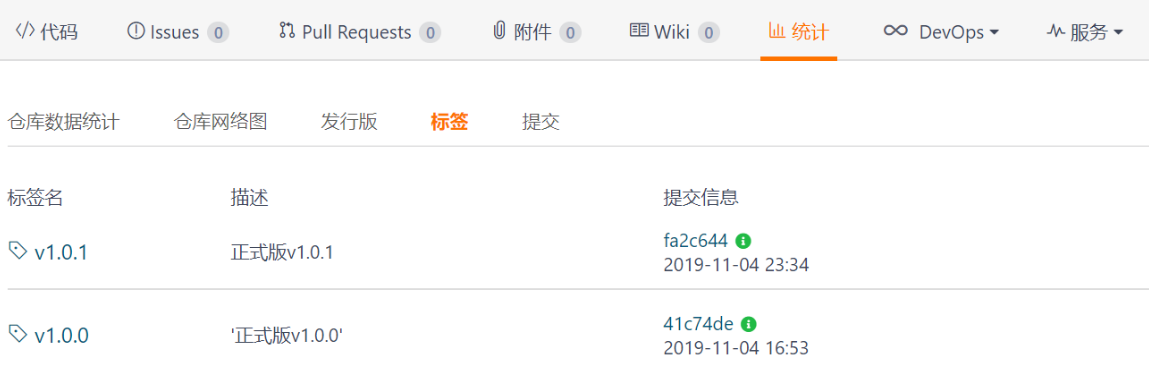 代码 Issues 0 Pull Requests 0 附件 0 Wiki 0 统计 DevOps 服务
仓库数据统计 仓库网络图 发行版 标签 提交
标签名 描述 提交信息
v1.0.1 正式版v1.0.1 fa2c644
2019-11-04 23:34
v1.0.0 '正式版v1.0.0' 41c74de
2019-11-04 16:53